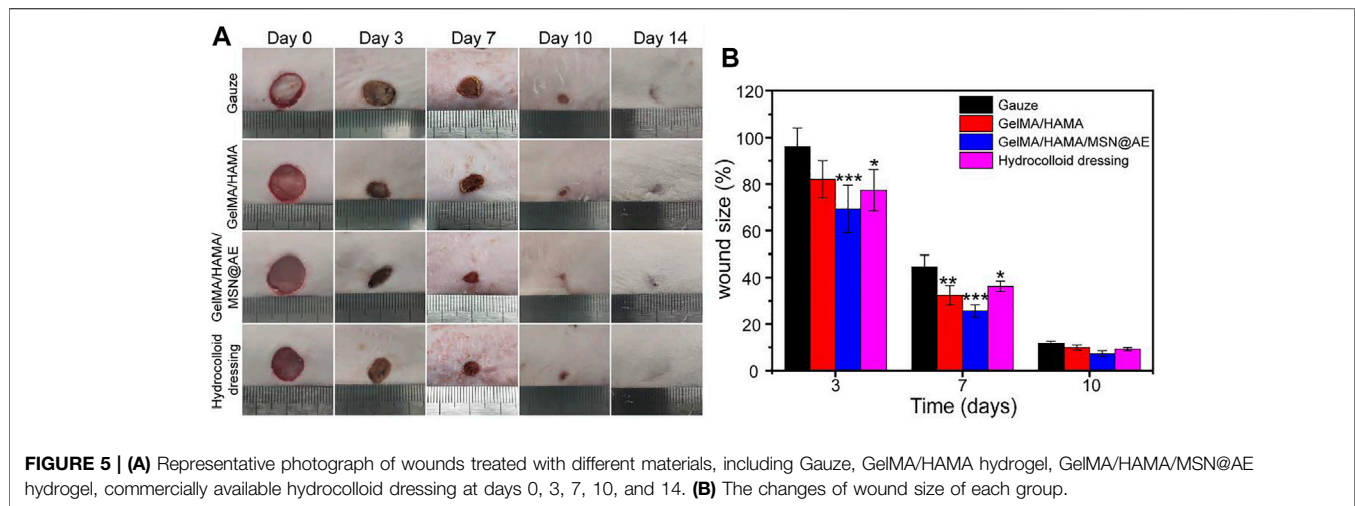 A
Day 0 Day 3 Day 7 Day 10 Day 14
Gauze
GelMA/HAMA
GelMA/HAMA/
MSN@AE
Hydrocolloid
dressing
B
120
100
80
60
40
20
0
wound size (%)
Gauze
GelMA/HAMA
GelMA/HAMA/MSN@AE
Hydrocolloid dressing
*** *
** *** *
3 7 10
Time (days)
FIGURE 5 | (A) Representative photograph of wounds treated with different materials, including Gauze, GelMA/HAMA hydrogel, GelMA/HAMA/MSN@AE
hydrogel, commercially available hydrocolloid dressing at days 0, 3, 7, 10, and 14. (B) The changes of wound size of each group.